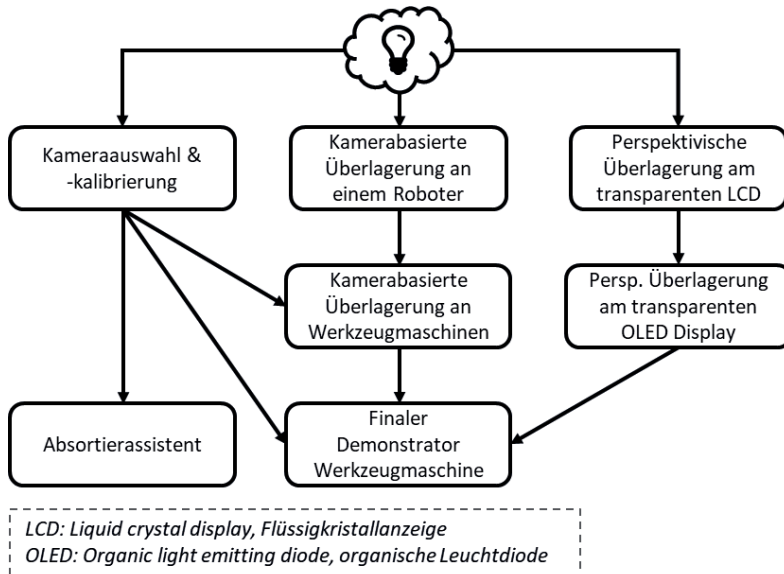 Kameraauswahl &
-kalibrierung
Kamerabasierte
Überlagerung an
einem Roboter
Perspektivische
Überlagerung am
transparenten LCD
Kamerabasierte
Überlagerung an
Werkzeugmaschinen
Persp. Überlagerung
am transparenten
OLED Display
Absortierassistent
Finaler
Demonstrator
Werkzeugmaschine
LCD: Liquid crystal display, Flüssigkristallanzeige
OLED: Organic light emitting diode, organische Leuchtdiode